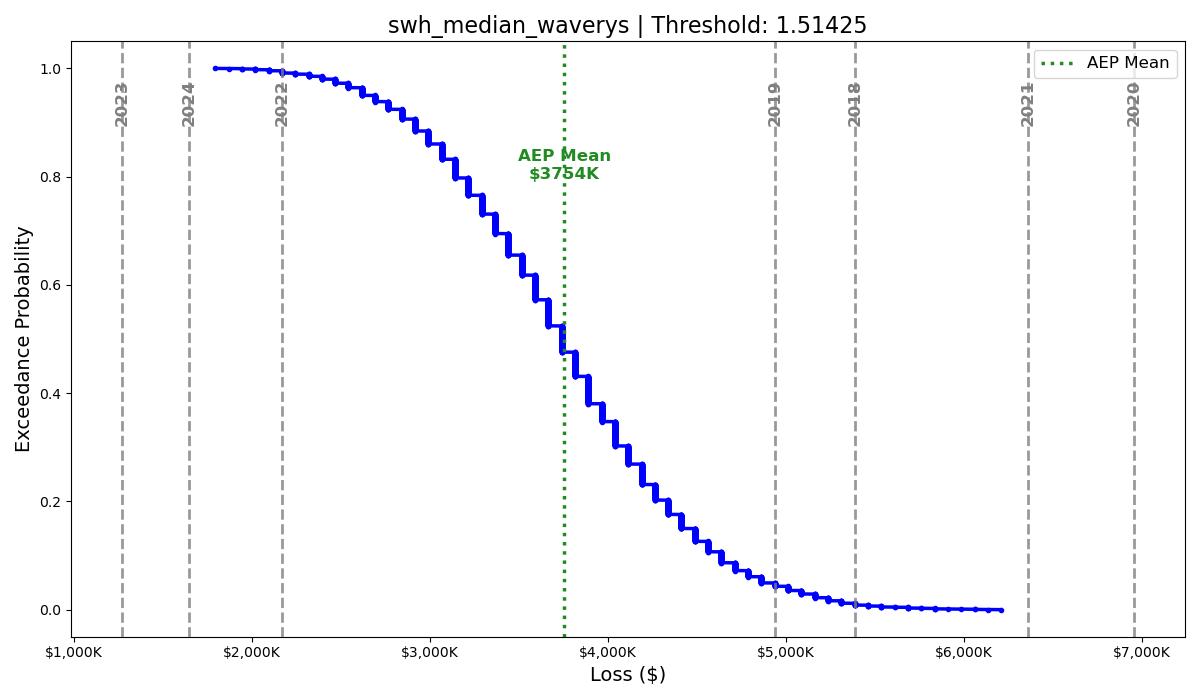 swh_median_waverys | Threshold: 1.51425
AEP Mean
2023
2024
2022
2019
2018
2021
2020
AEP Mean
$3754K
Exceedance Probability
1.0
0.8
0.6
0.4
0.2
0.0
$1,000K
$2,000K
$3,000K
$4,000K
$5,000K
$6,000K
$7,000K
Loss ($)